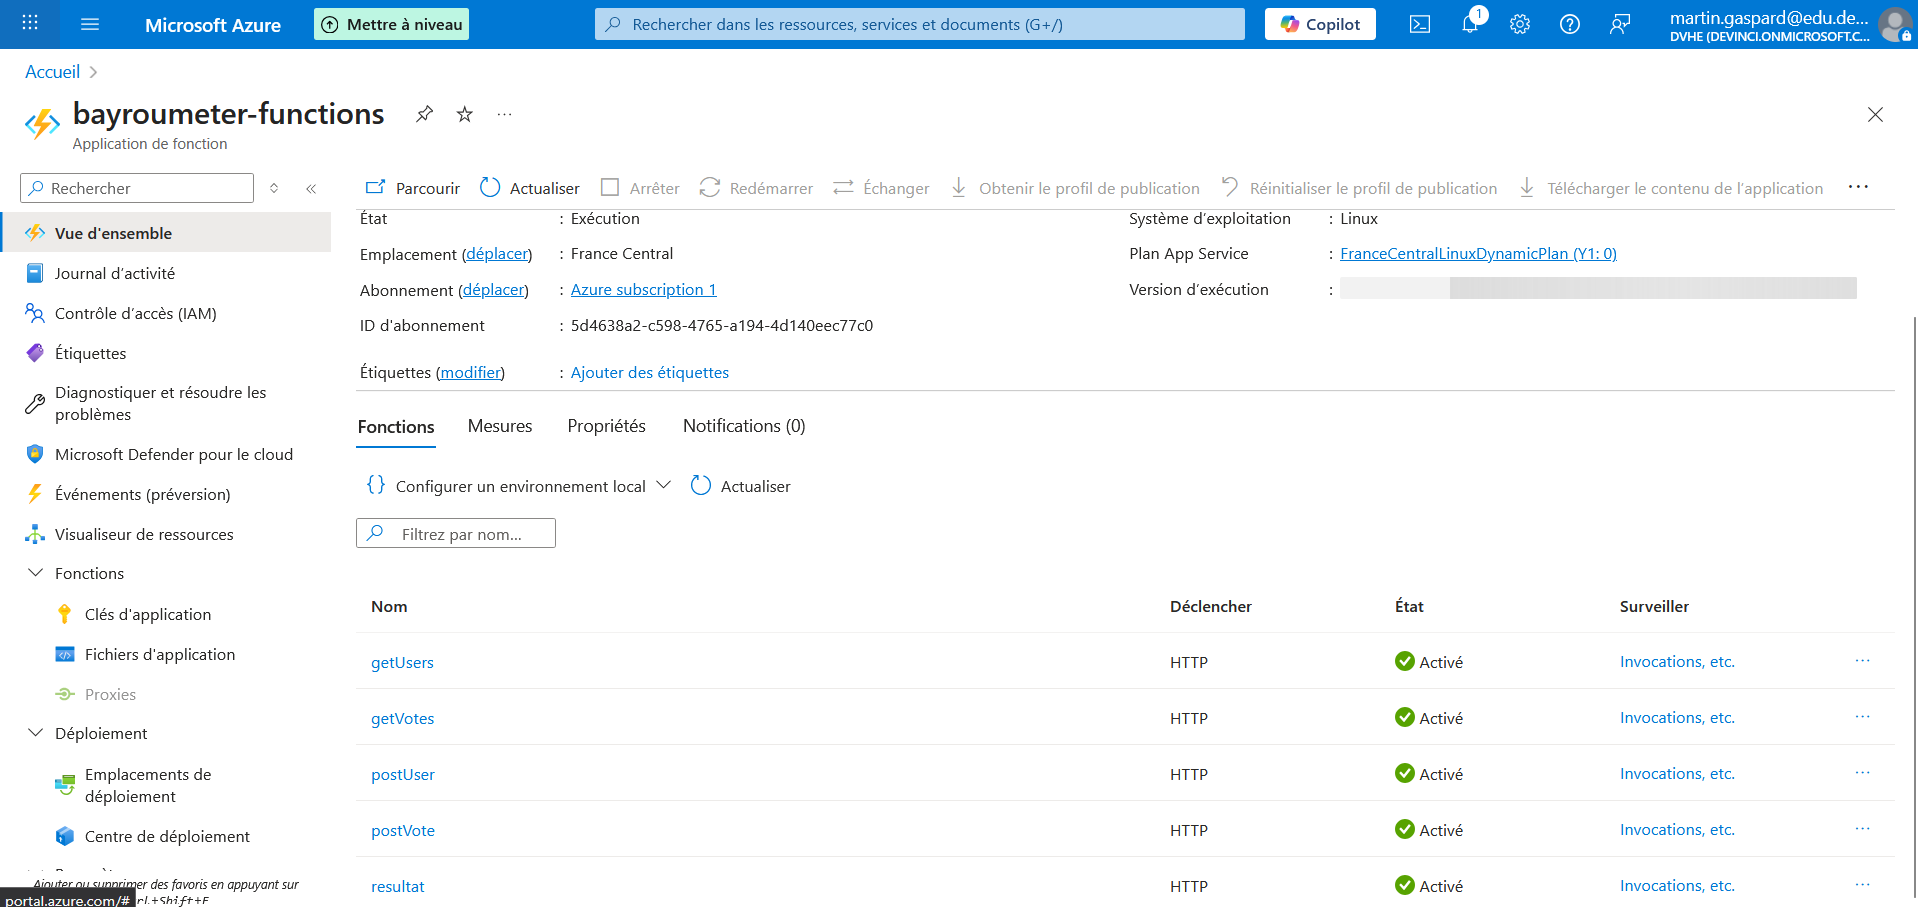 Microsoft Azure
Mettre à niveau
Rechercher dans les ressources, services et documents (G+/)
Copilot
1
martin.gaspard@edu.de...
DVHE (DEVINCI.ONMICROSOFT.C...
Accueil
bayroumeter-functions
Application de fonction
Rechercher
Parcourir
Actualiser
Arrêter
Redémarrer
Échanger
Obtenir le profil de publication
Réinitialiser le profil de publication
Télécharger le contenu de l’application
Vue d'ensemble
Journal d’activité
Contrôle d’accès (IAM)
Étiquettes
Diagnostiquer et résoudre les
problèmes
Microsoft Defender pour le cloud
Événements (préversion)
Visualiseur de ressources
Fonctions
Clés d'application
Fichiers d'application
Proxies
Déploiement
Emplacements de
déploiement
Centre de déploiement
Ajouter ou supprimer des favoris en appuyant sur
portal.azure.com/#
rl+Shift+F
État : Exécution
Emplacement (déplacer) : France Central
Abonnement (déplacer) : Azure subscription 1
ID d'abonnement : 5d4638a2-c598-4765-a194-4d140eec77c0
Étiquettes (modifier) : Ajouter des étiquettes
Système d’exploitation : Linux
Plan App Service : FranceCentralLinuxDynamicPlan (Y1: 0)
Version d’exécution :
Fonctions
Mesures
Propriétés
Notifications (0)
Configurer un environnement local
Actualiser
Filtrez par nom...
Nom Déclencher État Surveiller
getUsers HTTP Activé Invocations, etc.
getVotes HTTP Activé Invocations, etc.
postUser HTTP Activé Invocations, etc.
postVote HTTP Activé Invocations, etc.
resultat HTTP Activé Invocations, etc.